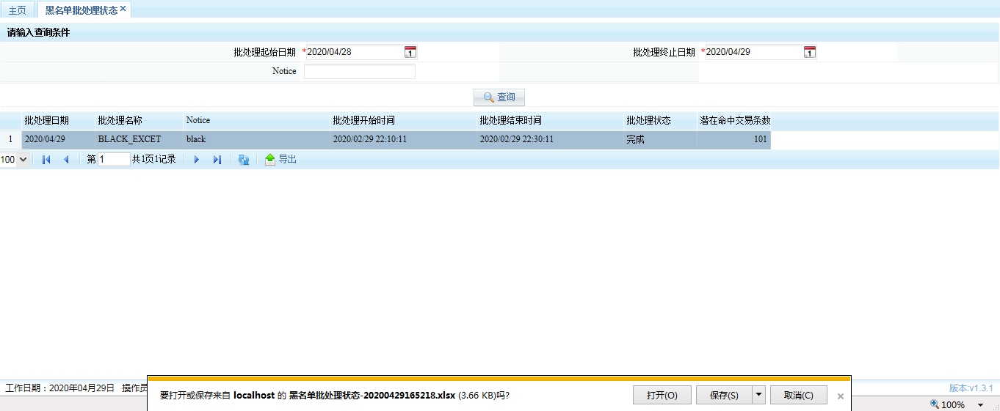 主页 黑名单批处理状态
请输入查询条件
批处理起始日期 *2020/04/28 批处理终止日期 *2020/04/29
Notice
查询
批处理日期 批处理名称 Notice 批处理开始时间 批处理结束时间 批处理状态 潜在命中交易条数
1 2020/04/29 BLACK_EXCET black 2020/02/29 22:10:11 2020/02/29 22:30:11 完成 101
100 第 1 共1页1记录 导出
工作日期：2020年04月29日 操作员 版本:v1.3.1
要打开或保存来自 localhost 的 黑名单批处理状态-20200429165218.xlsx (3.66 KB)吗? 打开(O) 保存(S) 取消(C) ×
100%